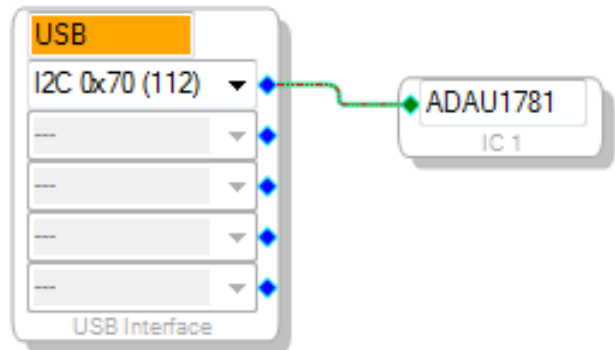 USB
I2C 0x70 (112)
ADAU1781
IC 1
---
---
---
---
USB Interface